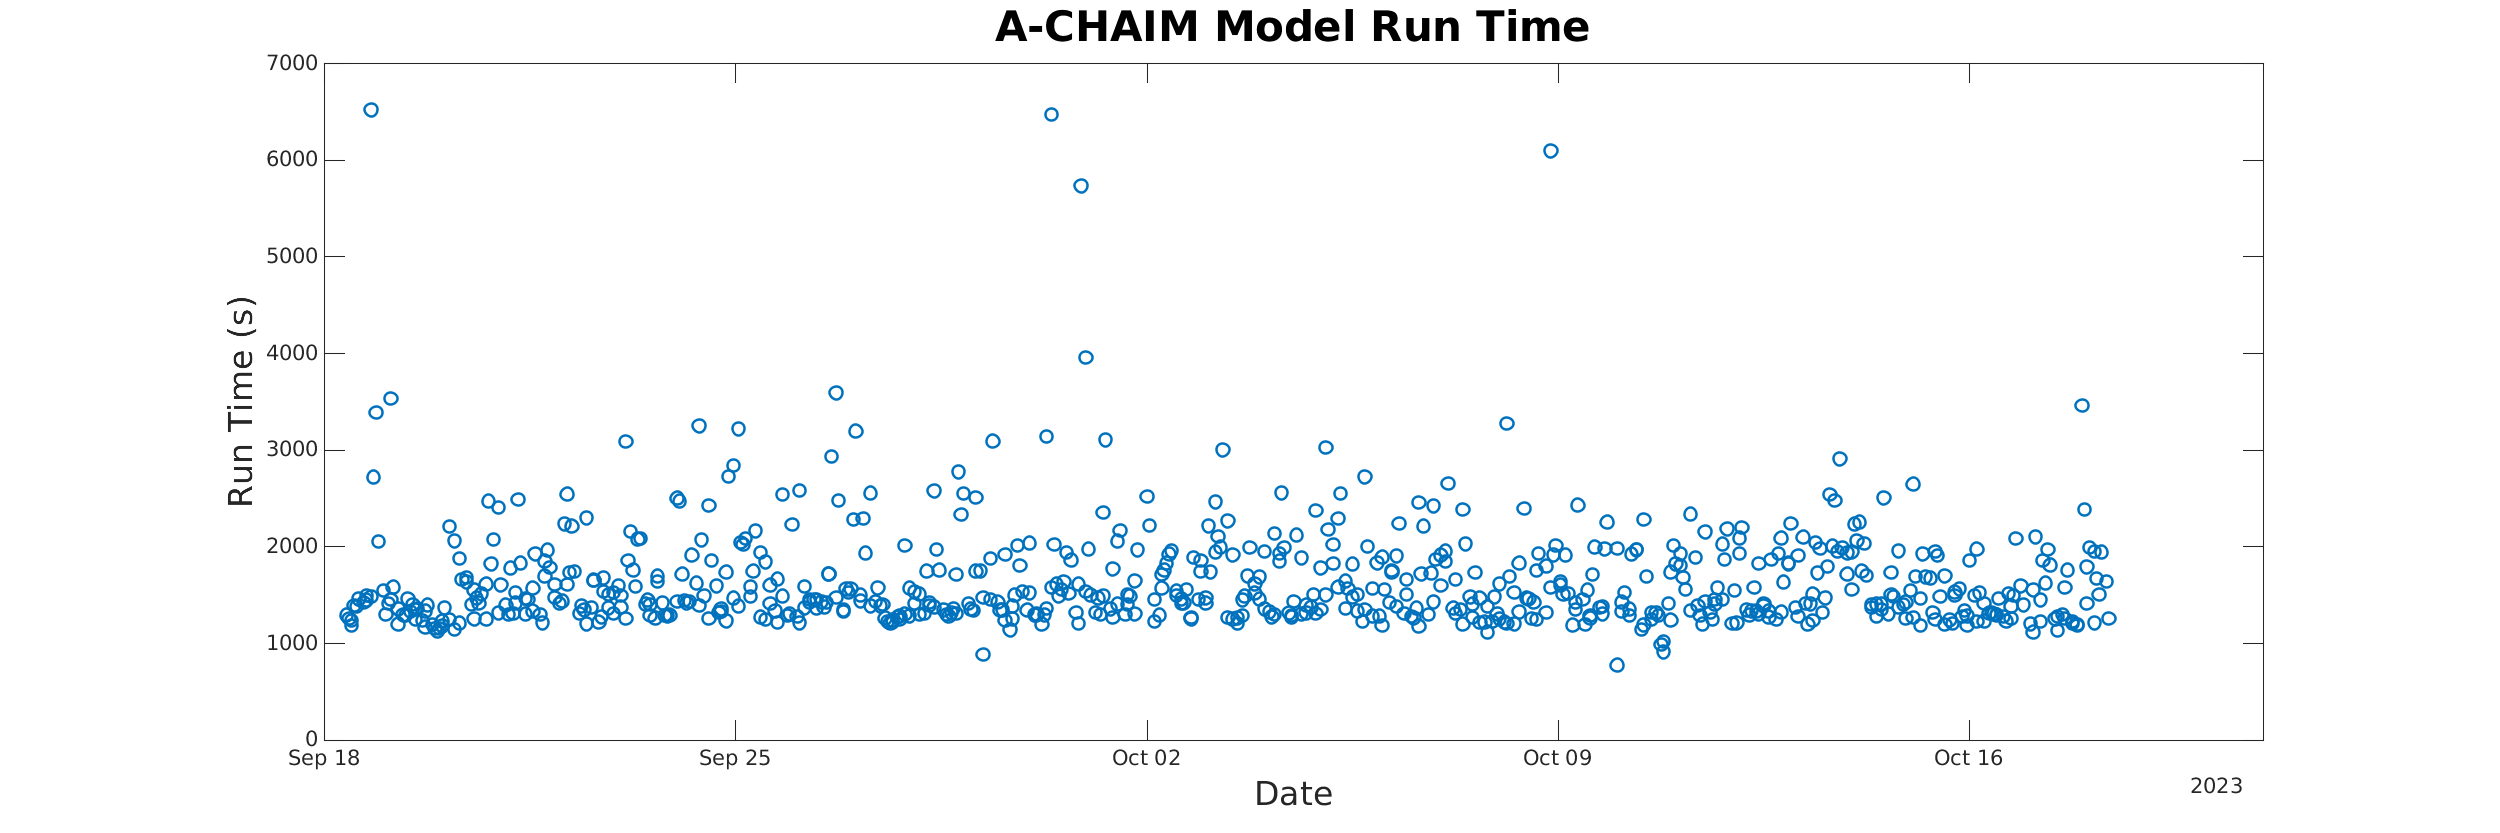 A-CHAIM Model Run Time
7000
6000
5000
4000
3000
2000
1000
0
Run Time (s)
Sep 18 Sep 25 Oct 02 Oct 09 Oct 16
2023
Date